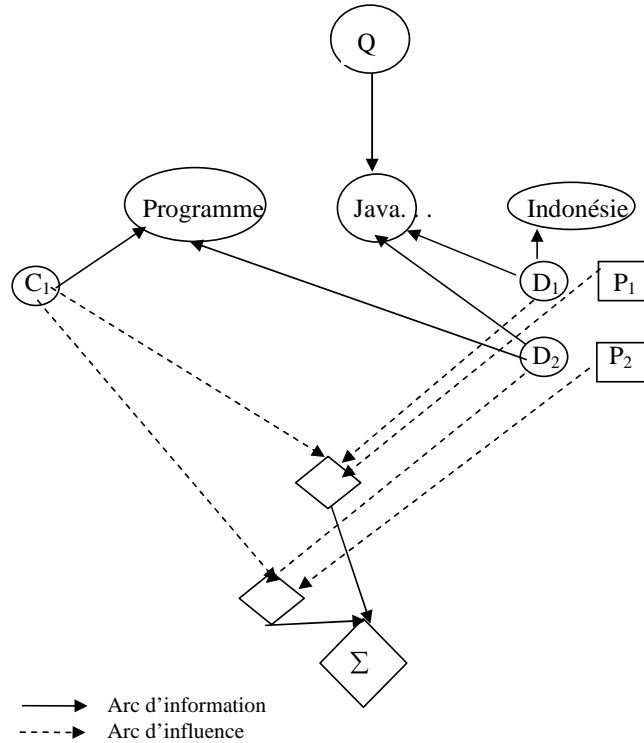 Q
Programme
Java. . .
Indonésie
C1
D1
P1
D2
P2
Σ
Arc d’information
Arc d’influence